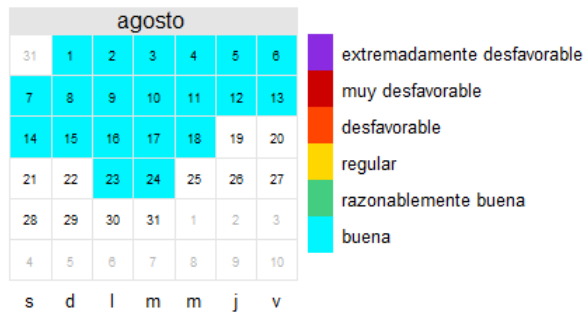 agosto
31 1 2 3 4 5 6
7 8 9 10 11 12 13
14 15 16 17 18 19 20
21 22 23 24 25 26 27
28 29 30 31 1 2 3
4 5 6 7 8 9 10
s d l m m j v
extremadamente desfavorable
muy desfavorable
desfavorable
regular
razonablemente buena
buena